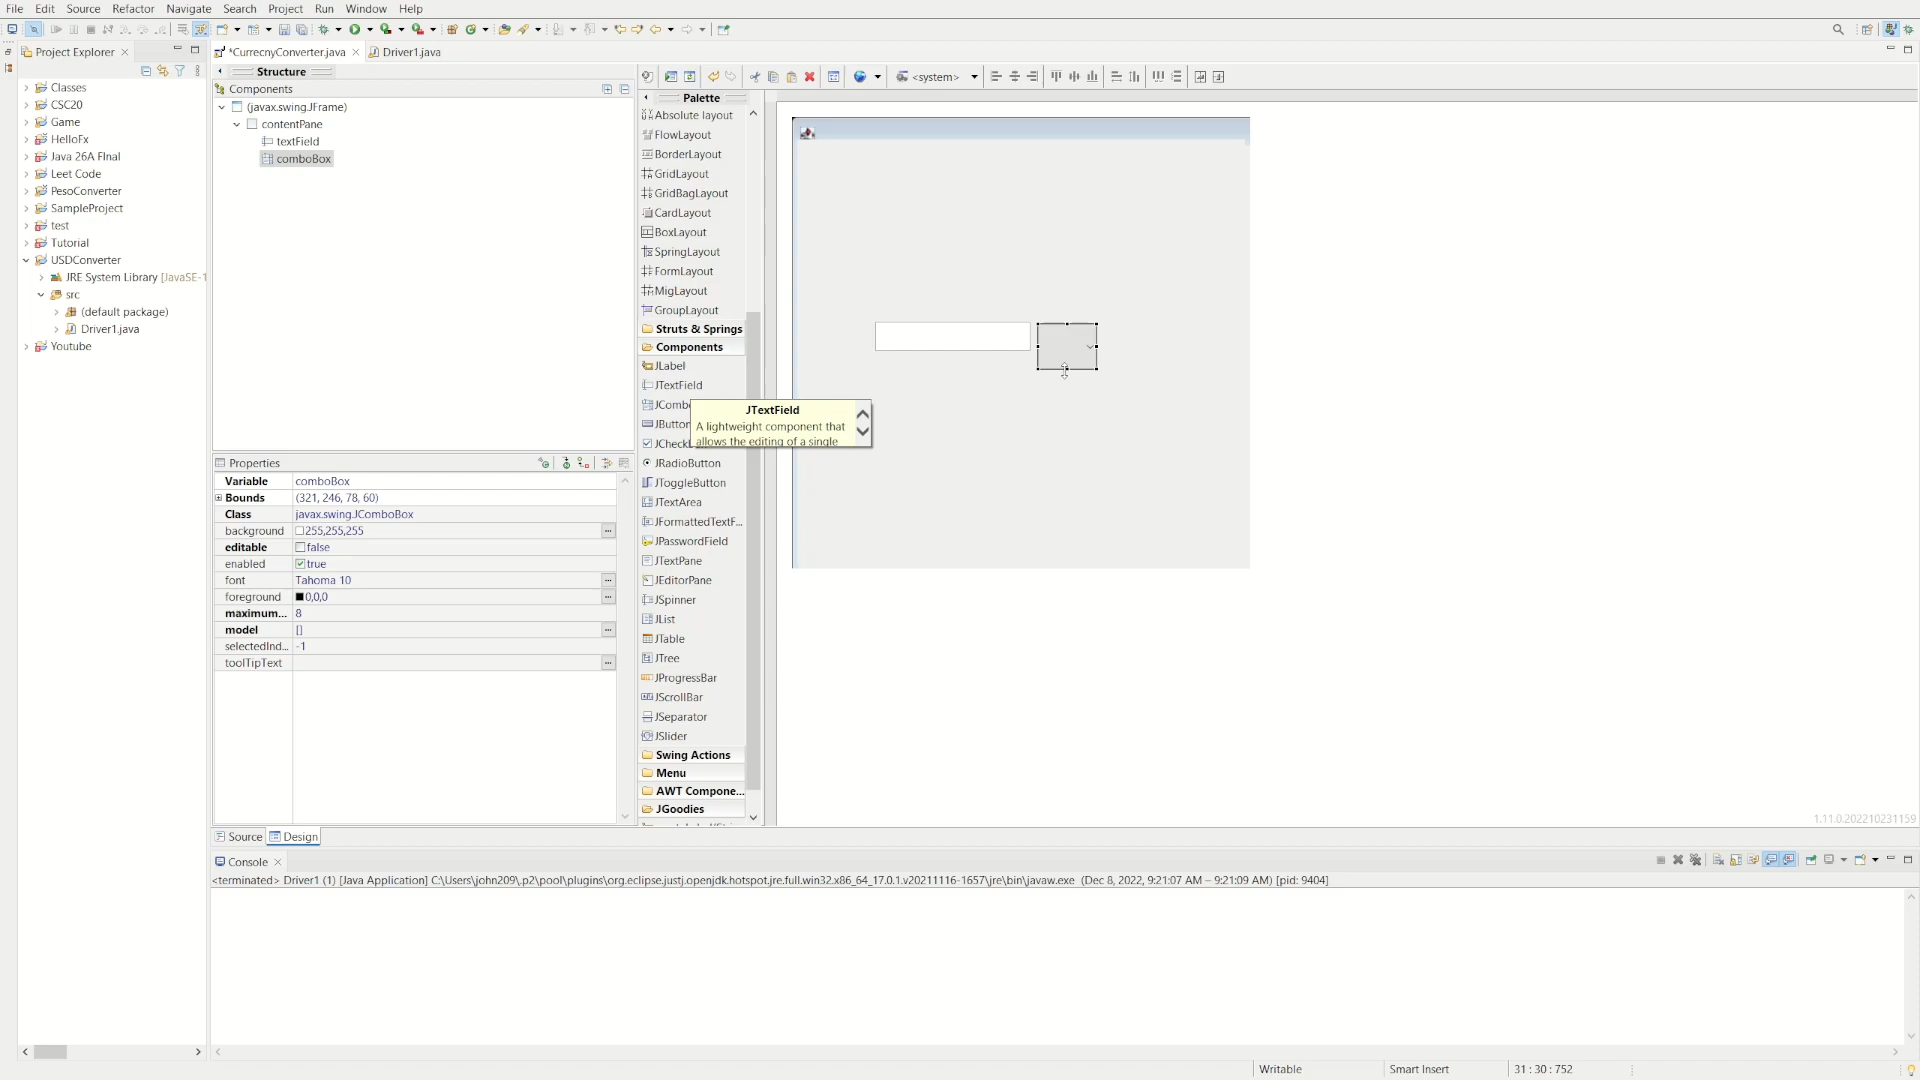 File Edit Source Refactor Navigate Search Project Run Window Help
Project Explorer
*CurrecnyConverter.java
Driver1.java
Classes
CSC20
Game
HelloFx
Java 26A FInal
Leet Code
PesoConverter
SampleProject
test
Tutorial
USDConverter
JRE System Library [JavaSE-1
src
(default package)
Driver1.java
Youtube
Structure
Components
(javax.swing.JFrame)
contentPane
textField
comboBox
Properties
Variable comboBox
Bounds (321, 246, 78, 60)
Class javax.swing.JComboBox
background 255,255,255
editable false
enabled true
font Tahoma 10
foreground 0,0,0
maximum... 8
model []
selectedInd... -1
toolTipText
<system>
Palette
Absolute layout
FlowLayout
BorderLayout
GridLayout
GridBagLayout
CardLayout
BoxLayout
SpringLayout
FormLayout
MigLayout
GroupLayout
Struts & Springs
Components
JLabel
JTextField
JCombo
JButton
JCheck
JRadioButton
JToggleButton
JTextArea
JFormattedTextF...
JPasswordField
JTextPane
JEditorPane
JSpinner
JList
JTable
JTree
JProgressBar
JScrollBar
JSeparator
JSlider
Swing Actions
Menu
AWT Compone...
JGoodies
JTextField
A lightweight component that
allows the editing of a single
1.11.0.202210231159
Source Design
Console
<terminated> Driver1 (1) [Java Application] C:\Users\john209\.p2\pool\plugins\org.eclipse.justj.openjdk.hotspot.jre.full.win32.x86_64_17.0.1.v20211116-1657\jre\bin\javaw.exe (Dec 8, 2022, 9:21:07 AM – 9:21:09 AM) [pid: 9404]
Writable Smart Insert 31 : 30 : 752